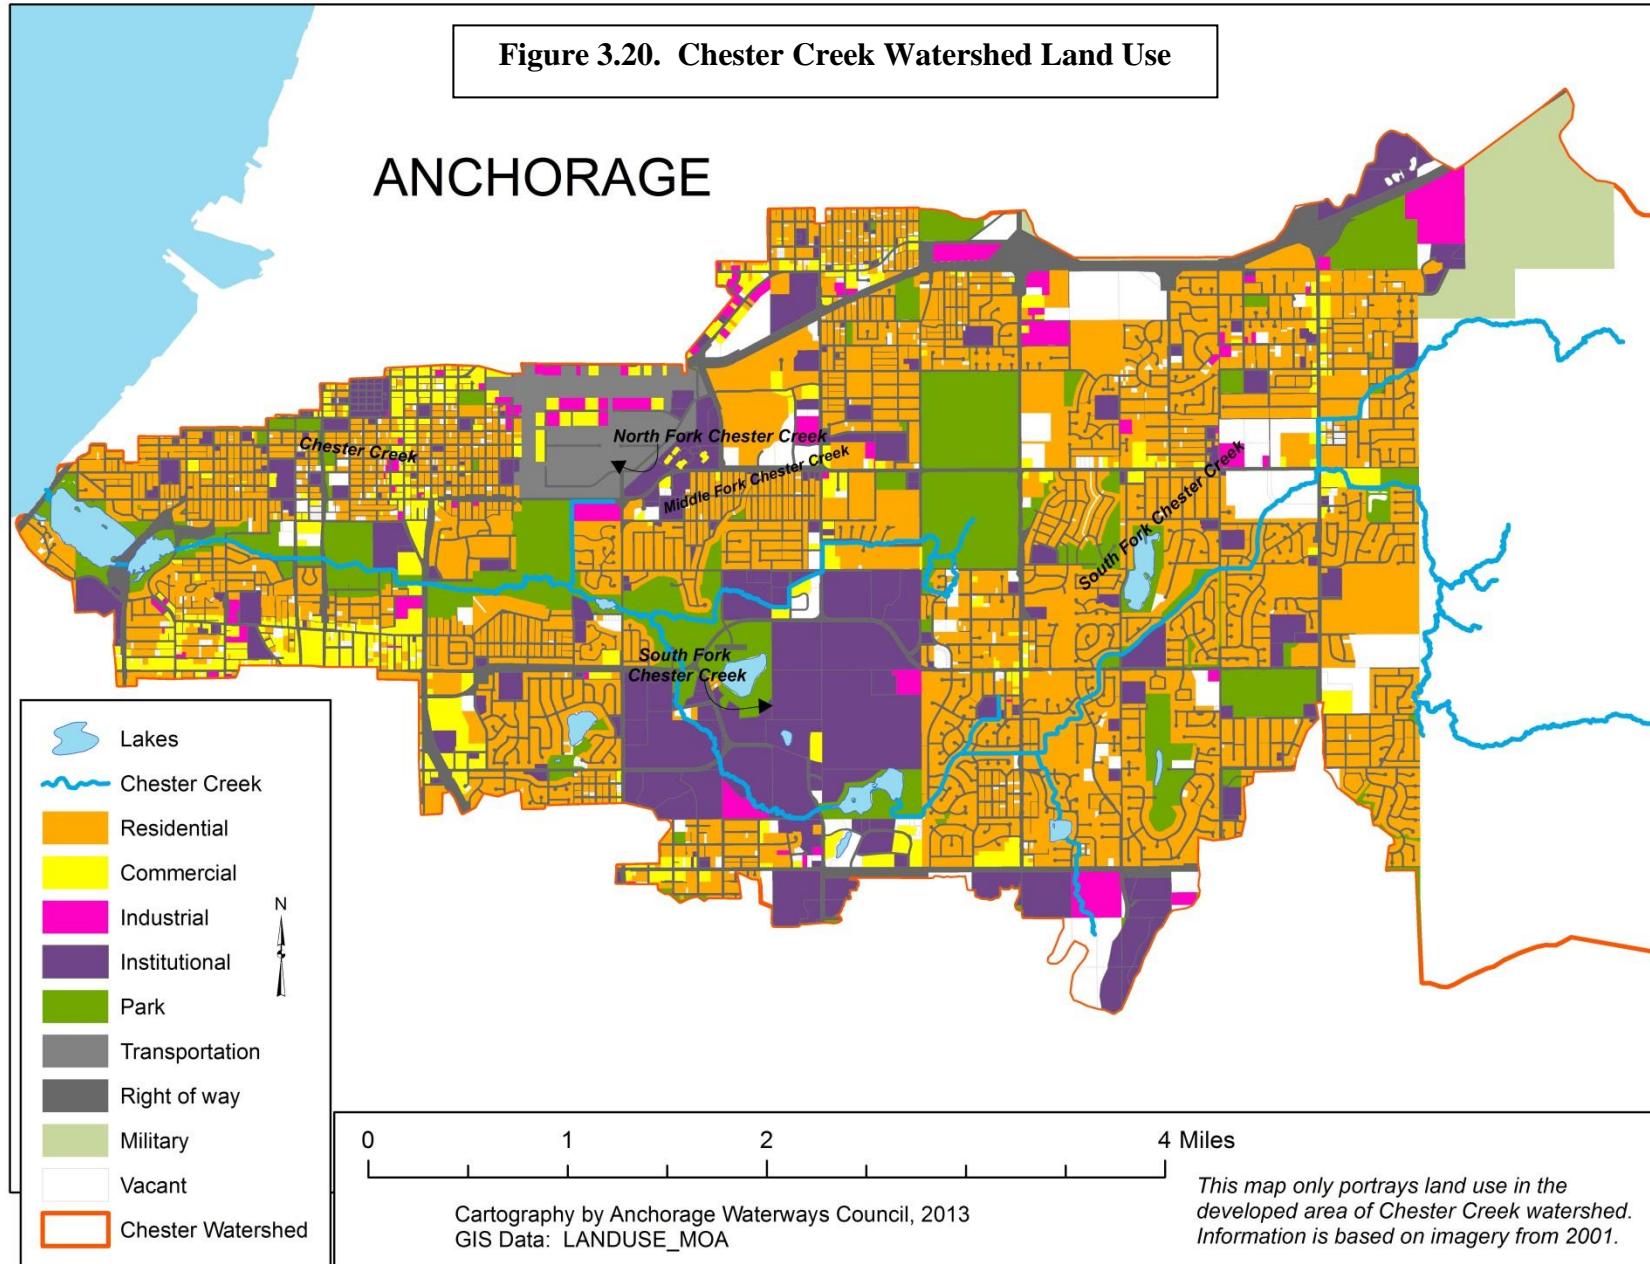 Figure 3.20.  Chester Creek Watershed Land Use
ANCHORAGE
Chester Creek
North Fork Chester Creek
Middle Fork Chester Creek
South Fork Chester Creek
South Fork
Chester Creek
Lakes
Chester Creek
Residential
Commercial
Industrial
Institutional
Park
Transportation
Right of way
Military
Vacant
Chester Watershed
N
0 1 2 4 Miles
Cartography by Anchorage Waterways Council, 2013
GIS Data:  LANDUSE_MOA
This map only portrays land use in the
developed area of Chester Creek watershed.
Information is based on imagery from 2001.